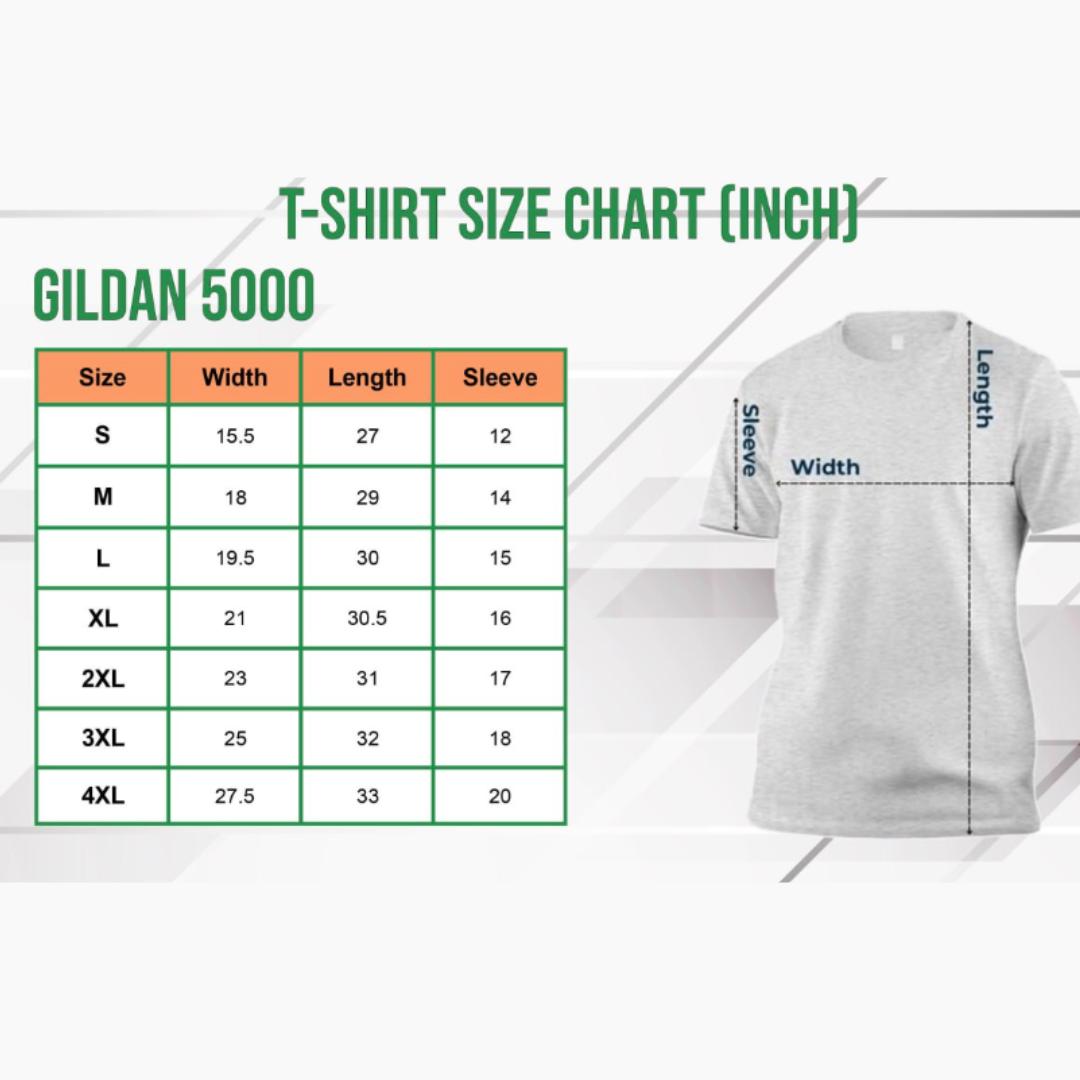 T-SHIRT SIZE CHART (INCH)
GILDAN 5000
Size Width Length Sleeve
S 15.5 27 12
M 18 29 14
L 19.5 30 15
XL 21 30.5 16
2XL 23 31 17
3XL 25 32 18
4XL 27.5 33 20
Sleeve
Width
Length